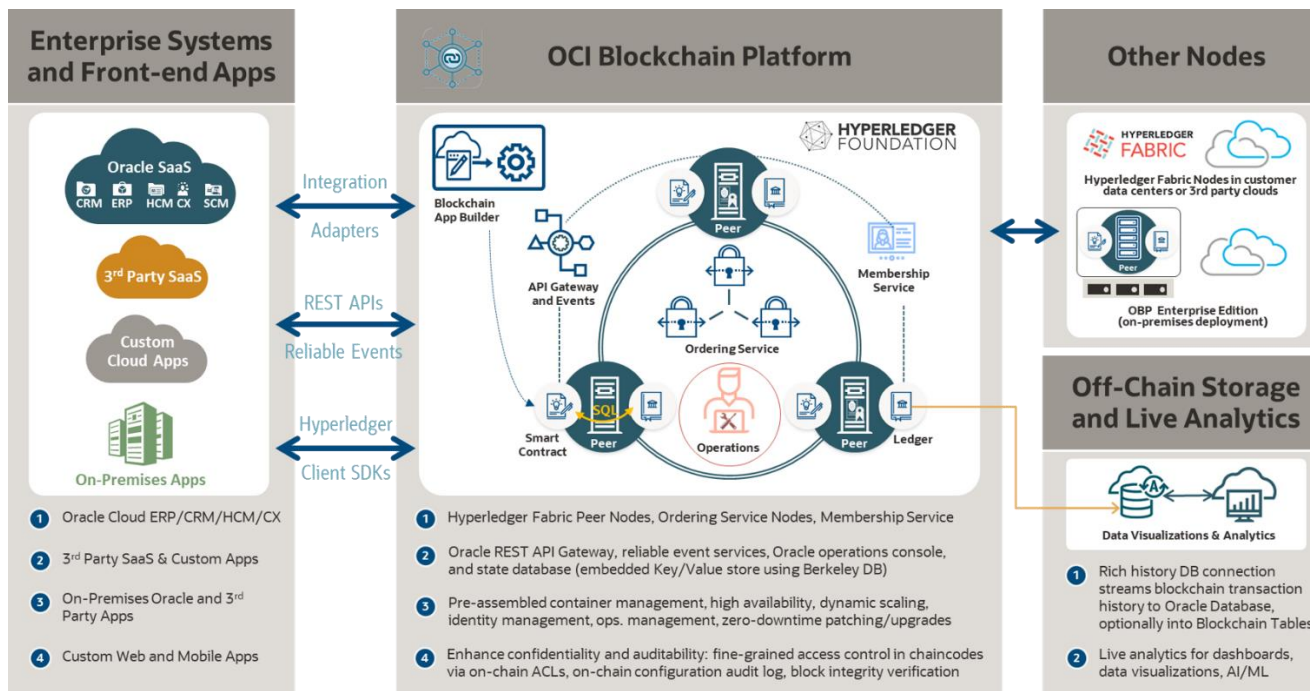 Enterprise Systems
and Front-end Apps
Oracle SaaS
CRM ERP HCM CX SCM
3rd Party SaaS
Custom
Cloud Apps
On-Premises Apps
1 Oracle Cloud ERP/CRM/HCM/CX
2 3rd Party SaaS & Custom Apps
3 On-Premises Oracle and 3rd
Party Apps
4 Custom Web and Mobile Apps
Integration
Adapters
REST APIs
Reliable Events
Hyperledger
Client SDKs
OCI Blockchain Platform
HYPERLEDGER
FOUNDATION
Blockchain
App Builder
Peer
API Gateway
and Events
Membership
Service
Ordering Service
SQL
Smart
Contract
Peer
Operations
Peer
Ledger
1 Hyperledger Fabric Peer Nodes, Ordering Service Nodes, Membership Service
2 Oracle REST API Gateway, reliable event services, Oracle operations console,
and state database (embedded Key/Value store using Berkeley DB)
3 Pre-assembled container management, high availability, dynamic scaling,
identity management, ops. management, zero-downtime patching/upgrades
4 Enhance confidentiality and auditability: fine-grained access control in chaincodes
via on-chain ACLs, on-chain configuration audit log, block integrity verification
Other Nodes
HYPERLEDGER
FABRIC
Hyperledger Fabric Nodes in customer
data centers or 3rd party clouds
Peer
OBP Enterprise Edition
(on-premises deployment)
Off-Chain Storage
and Live Analytics
A
Data Visualizations & Analytics
1 Rich history DB connection
streams blockchain transaction
history to Oracle Database,
optionally into Blockchain Tables
2 Live analytics for dashboards,
data visualizations, AI/ML